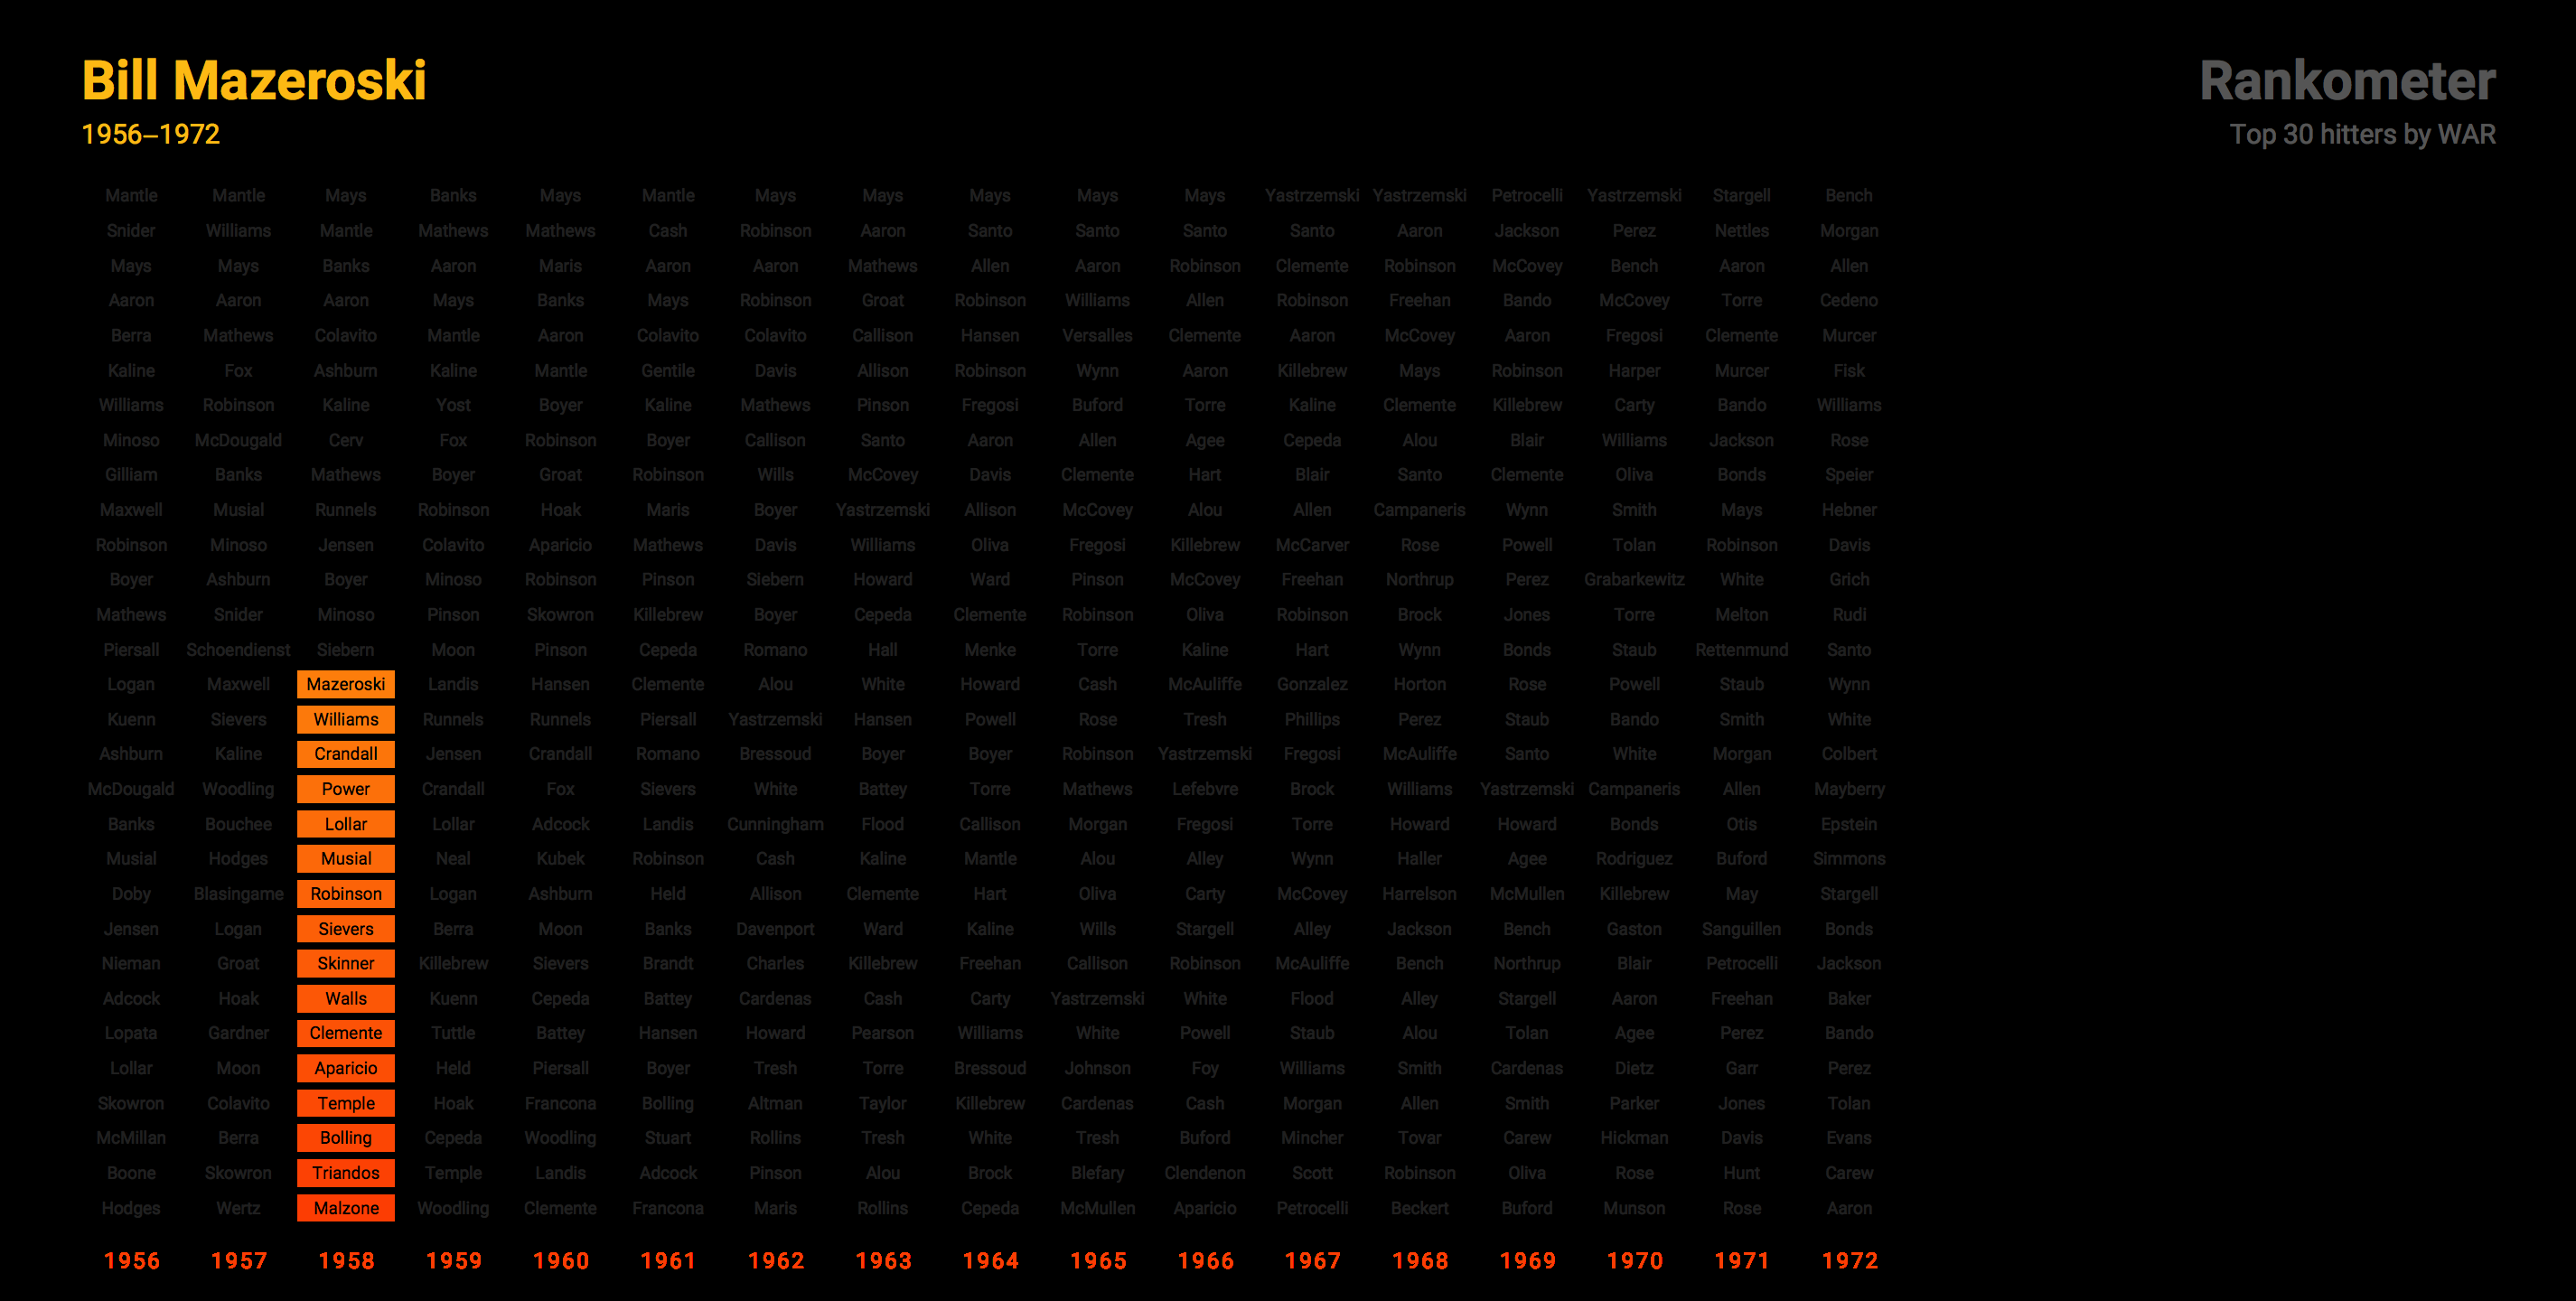 Bill Mazeroski
1956–1972
Rankometer
Top 30 hitters by WAR
Mantle Mantle Mays Banks Mays Mantle Mays Mays Mays Mays Mays Yastrzemski Yastrzemski Petrocelli Yastrzemski Stargell Bench
Snider Williams Mantle Mathews Mathews Cash Robinson Aaron Santo Santo Santo Santo Aaron Jackson Perez Nettles Morgan
Mays Mays Banks Aaron Maris Aaron Aaron Mathews Allen Aaron Robinson Clemente Robinson McCovey Bench Aaron Allen
Aaron Aaron Aaron Mays Banks Mays Robinson Groat Robinson Williams Allen Robinson Freehan Bando McCovey Torre Cedeno
Berra Mathews Colavito Mantle Aaron Colavito Colavito Callison Hansen Versalles Clemente Aaron McCovey Aaron Fregosi Clemente Murcer
Kaline Fox Ashburn Kaline Mantle Gentile Davis Allison Robinson Wynn Aaron Killebrew Mays Robinson Harper Murcer Fisk
Williams Robinson Kaline Yost Boyer Kaline Mathews Pinson Fregosi Buford Torre Kaline Clemente Killebrew Carty Bando Williams
Minoso McDougald Cerv Fox Robinson Boyer Callison Santo Aaron Allen Agee Cepeda Alou Blair Williams Jackson Rose
Gilliam Banks Mathews Boyer Groat Robinson Wills McCovey Davis Clemente Hart Blair Santo Clemente Oliva Bonds Speier
Maxwell Musial Runnels Robinson Hoak Maris Boyer Yastrzemski Allison McCovey Alou Allen Campaneris Wynn Smith Mays Hebner
Robinson Minoso Jensen Colavito Aparicio Mathews Davis Williams Oliva Fregosi Killebrew McCarver Rose Powell Tolan Robinson Davis
Boyer Ashburn Boyer Minoso Robinson Pinson Siebern Howard Ward Pinson McCovey Freehan Northrup Perez Grabarkewitz White Grich
Mathews Snider Minoso Pinson Skowron Killebrew Boyer Cepeda Clemente Robinson Oliva Robinson Brock Jones Torre Melton Rudi
Piersall Schoendienst Siebern Moon Pinson Cepeda Romano Hall Menke Torre Kaline Hart Wynn Bonds Staub Rettenmund Santo
Logan Maxwell Mazeroski Landis Hansen Clemente Alou White Howard Cash McAuliffe Gonzalez Horton Rose Powell Staub Wynn
Kuenn Sievers Williams Runnels Runnels Piersall Yastrzemski Hansen Powell Rose Tresh Phillips Perez Staub Bando Smith White
Ashburn Kaline Crandall Jensen Crandall Romano Bressoud Boyer Boyer Robinson Yastrzemski Fregosi McAuliffe Santo White Morgan Colbert
McDougald Woodling Power Crandall Fox Sievers White Battey Torre Mathews Lefebvre Brock Williams Yastrzemski Campaneris Allen Mayberry
Banks Bouchee Lollar Lollar Adcock Landis Cunningham Flood Callison Morgan Fregosi Torre Howard Howard Bonds Otis Epstein
Musial Hodges Musial Neal Kubek Robinson Cash Kaline Mantle Alou Alley Wynn Haller Agee Rodriguez Buford Simmons
Doby Blasingame Robinson Logan Ashburn Held Allison Clemente Hart Oliva Carty McCovey Harrelson McMullen Killebrew May Stargell
Jensen Logan Sievers Berra Moon Banks Davenport Ward Kaline Wills Stargell Alley Jackson Bench Gaston Sanguillen Bonds
Nieman Groat Skinner Killebrew Sievers Brandt Charles Killebrew Freehan Callison Robinson McAuliffe Bench Northrup Blair Petrocelli Jackson
Adcock Hoak Walls Kuenn Cepeda Battey Cardenas Cash Carty Yastrzemski White Flood Alley Stargell Aaron Freehan Baker
Lopata Gardner Clemente Tuttle Battey Hansen Howard Pearson Williams White Powell Staub Alou Tolan Agee Perez Bando
Lollar Moon Aparicio Held Piersall Boyer Tresh Torre Bressoud Johnson Foy Williams Smith Cardenas Dietz Garr Perez
Skowron Colavito Temple Hoak Francona Bolling Altman Taylor Killebrew Cardenas Cash Morgan Allen Smith Parker Jones Tolan
McMillan Berra Bolling Cepeda Woodling Stuart Rollins Tresh White Tresh Buford Mincher Tovar Carew Hickman Davis Evans
Boone Skowron Triandos Temple Landis Adcock Pinson Alou Brock Blefary Clendenon Scott Robinson Oliva Rose Hunt Carew
Hodges Wertz Malzone Woodling Clemente Francona Maris Rollins Cepeda McMullen Aparicio Petrocelli Beckert Buford Munson Rose Aaron
1956 1957 1958 1959 1960 1961 1962 1963 1964 1965 1966 1967 1968 1969 1970 1971 1972